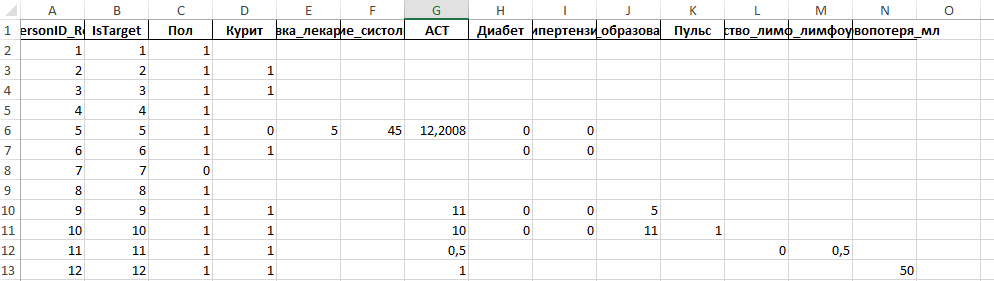 A B C D E F G H I J K L M N O
1 ersonID_R IsTarget Пол Курит вка_лекар ие_систол АСТ Диабет ипертензи _образова Пульс ство_лимф о_лимфоу вопотеря_мл
2 1 1 1
3 2 2 1 1
4 3 3 1 1
5 4 4 1
6 5 5 1 0 5 45 12,2008 0 0
7 6 6 1 1 0 0
8 7 7 0
9 8 8 1
10 9 9 1 1 11 0 0 5
11 10 10 1 1 10 0 0 11 1
12 11 11 1 1 0,5 0 0,5
13 12 12 1 1 1 50